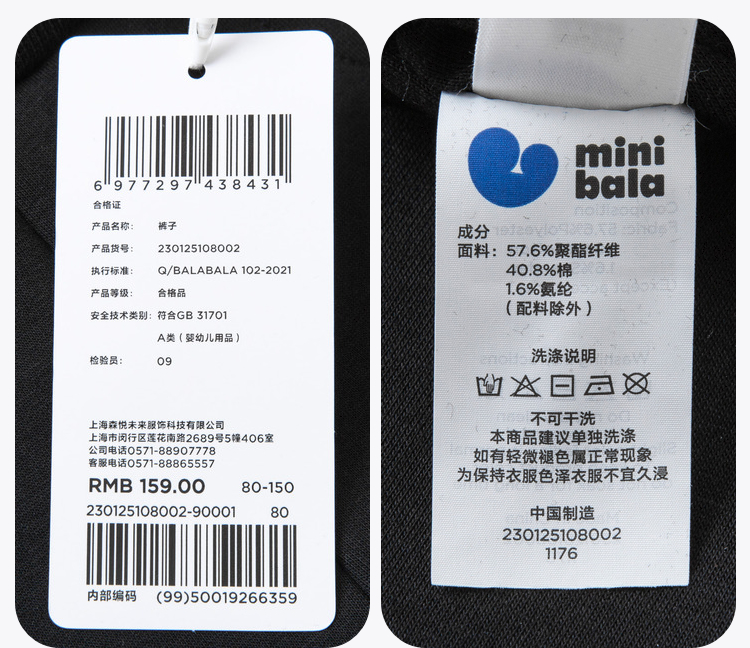 6 977297 438431
合格证
产品名称： 裤子
产品货号： 230125108002
执行标准： Q/BALABALA 102-2021
产品等级： 合格品
安全技术类别：符合GB 31701
A类（婴幼儿用品）
检验员： 09
上海森悦未来服饰科技有限公司
上海市闵行区莲花南路2689号5幢406室
公司电话0571-88907778
客服电话0571-88865557
RMB 159.00 80-150
230125108002-90001 80
内部编码 (99)50019266359
mini
bala
成分
面料：57.6%聚酯纤维
40.8%棉
1.6%氨纶
（配料除外）
洗涤说明
不可干洗
本商品建议单独洗涤
如有轻微褪色属正常现象
为保持衣服色泽衣服不宜久浸
中国制造
230125108002
1176